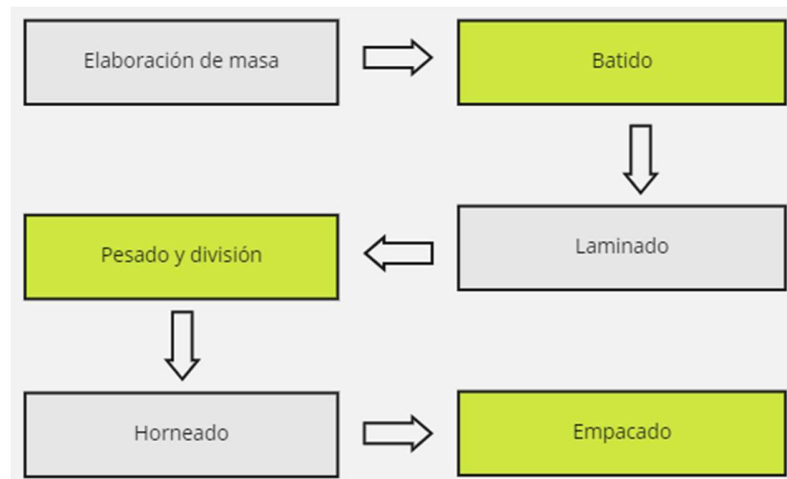 Elaboración de masa
Batido
Laminado
Pesado y división
Horneado
Empacado